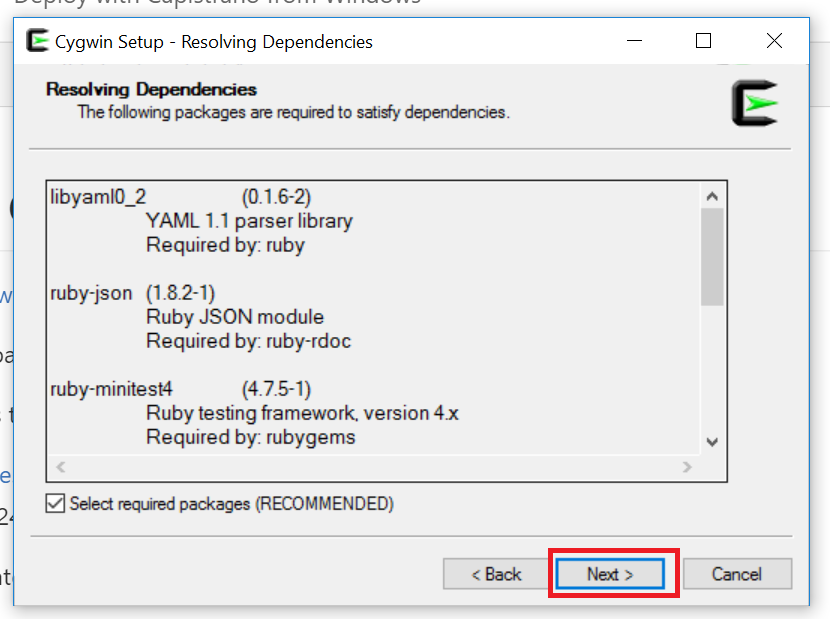 Deploy with Capistrano from Windows
Cygwin Setup - Resolving Dependencies
Resolving Dependencies
The following packages are required to satisfy dependencies.
libyaml0_2 (0.1.6-2)
YAML 1.1 parser library
Required by: ruby
ruby-json (1.8.2-1)
Ruby JSON module
Required by: ruby-rdoc
ruby-minitest4 (4.7.5-1)
Ruby testing framework, version 4.x
Required by: rubygems
Select required packages (RECOMMENDED)
< Back Next > Cancel